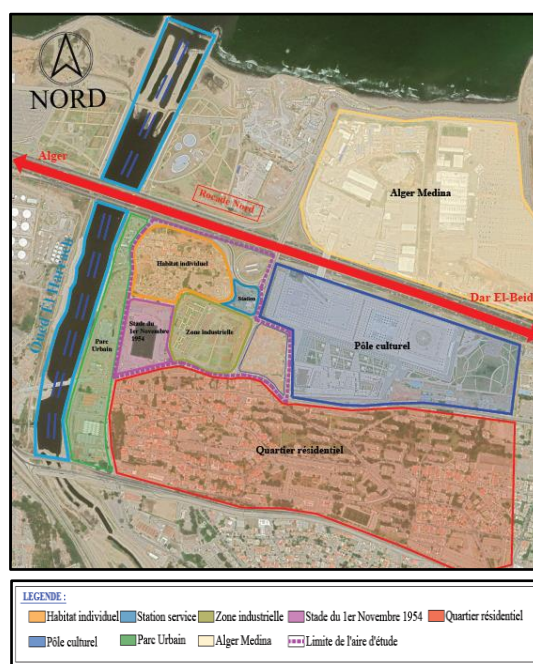 NORD
Alger
Rocade Nord
Alger Medina
Dar El-Beid
Oued El Harrach
Habitat individuel
Station
Stade du
1er Novembre
1954
Zone industrielle
Parc
Urbain
Pôle culturel
Quartier résidentiel
LEGENDE :
Habitat individuel Station service Zone industrielle Stade du 1er Novembre 1954 Quartier résidentiel
Pôle culturel Parc Urbain Alger Medina Limite de l'aire d'étude